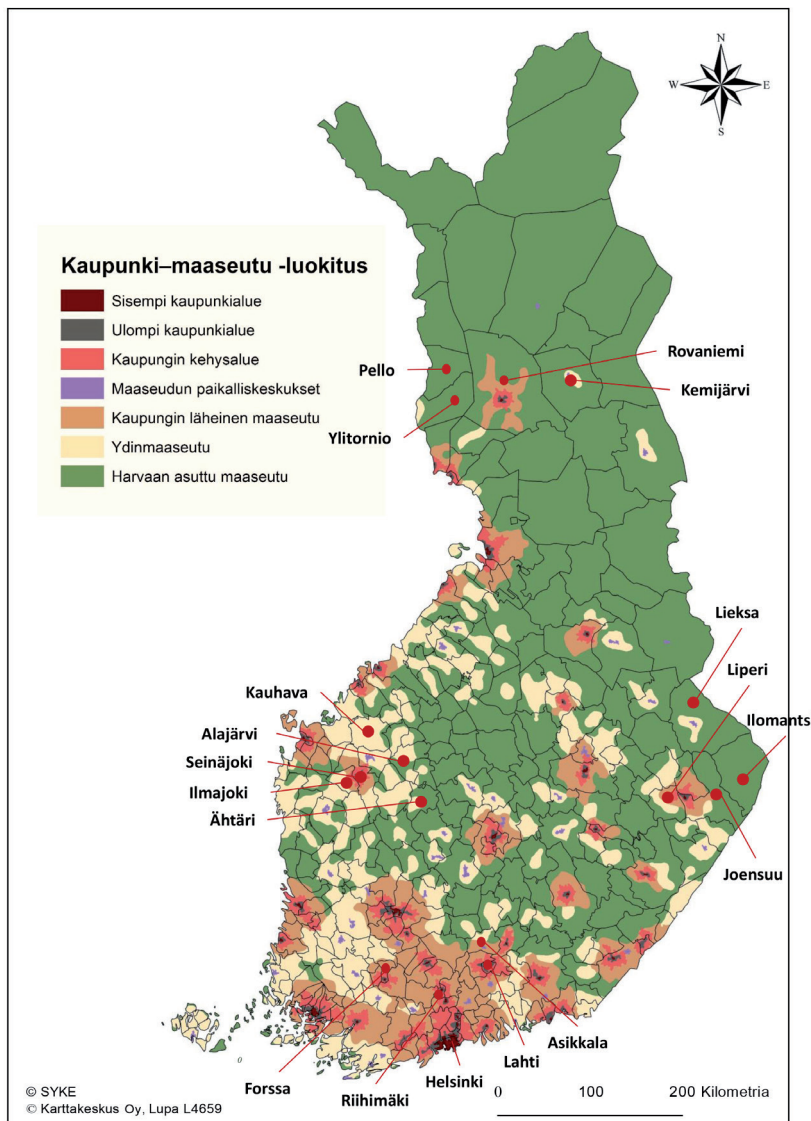 N
W
E
S
Kaupunki–maaseutu -luokitus
Sisempi kaupunkialue
Ulompi kaupunkialue
Kaupungin kehysalue
Maaseudun paikalliskeskukset
Kaupungin läheinen maaseutu
Ydinmaaseutu
Harvaan asuttu maaseutu
Rovaniemi
Pello
Kemijärvi
Ylitornio
Lieksa
Liperi
Kauhava
Ilomants
Alajärvi
Seinäjoki
Ilmajoki
Ähtäri
Joensuu
Asikkala
Lahti
Helsinki
Forssa
Riihimäki
0
© SYKE
© Karttakeskus Oy, Lupa L4659
0 100 200 Kilometria